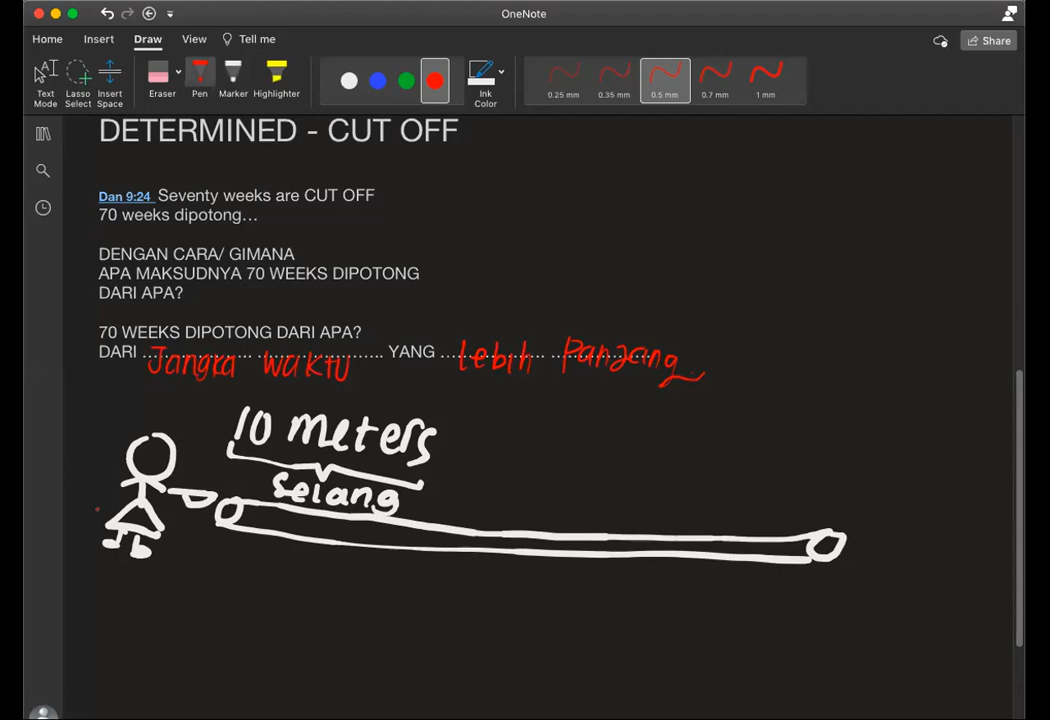 OneNote
Home Insert Draw View Tell me
Share
Text Mode
Lasso Select
Insert Space
Eraser
Pen
Marker
Highlighter
Ink Color
0.25 mm
0.35 mm
0.5 mm
0.7 mm
1 mm
DETERMINED - CUT OFF
Dan 9:24 Seventy weeks are CUT OFF
70 weeks dipotong…
DENGAN CARA/ GIMANA
APA MAKSUDNYA 70 WEEKS DIPOTONG
DARI APA?
70 WEEKS DIPOTONG DARI APA?
DARI Jangka waktu YANG lebih Panjang
10 meters
selang